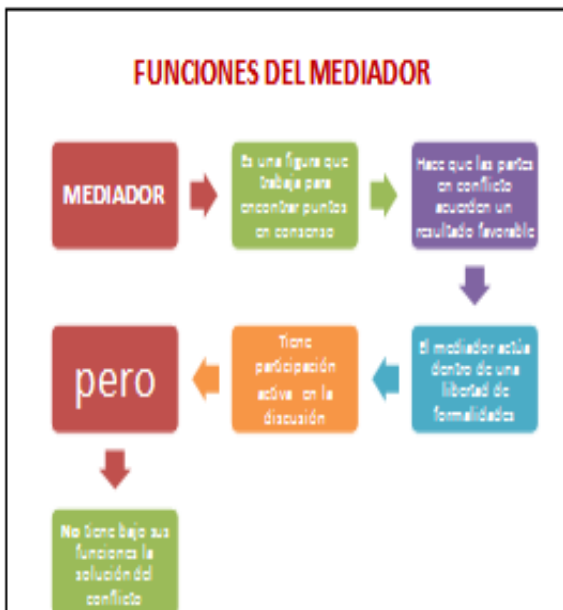 FUNCIONES DEL MEDIADOR
MEDIADOR
Es una figura que
trabaja para
encontrar puntos
en consenso
Hace que las partes
en conflicto
acuerden un
resultado favorable
El mediador actúa
dentro de una
libertad de
formalidades
Tiene
participación
activa en la
discusión
pero
No tiene bajo sus
funciones la
solución del
conflicto